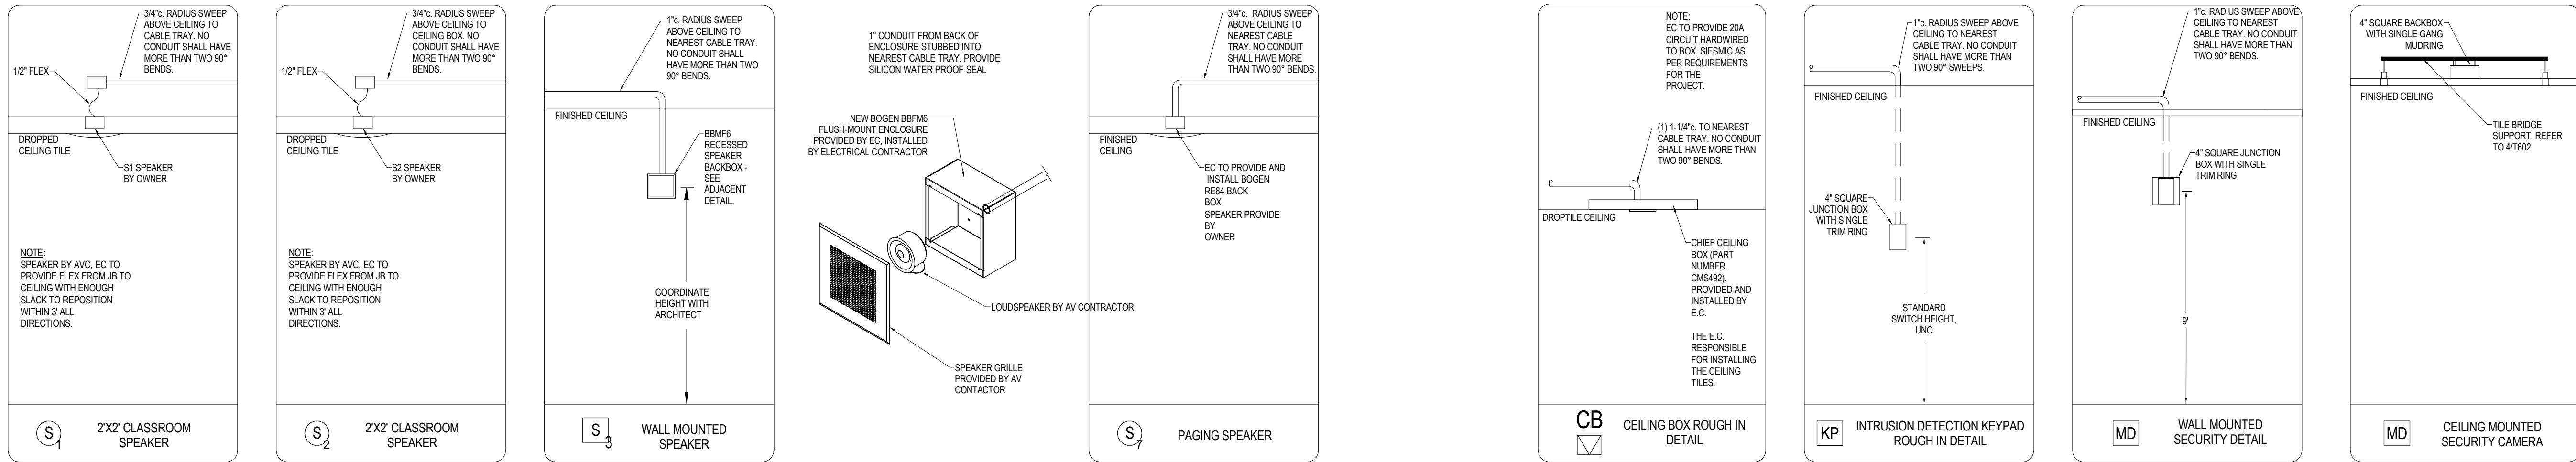 3/4"c. RADIUS SWEEP
ABOVE CEILING TO
CABLE TRAY. NO
CONDUIT SHALL HAVE
MORE THAN TWO 90°
BENDS.
1/2" FLEX
DROPPED
CEILING TILE
S1 SPEAKER
BY OWNER
NOTE:
SPEAKER BY AVC, EC TO
PROVIDE FLEX FROM JB TO
CEILING WITH ENOUGH
SLACK TO REPOSITION
WITHIN 3' ALL
DIRECTIONS.
S
1
2'X2' CLASSROOM
SPEAKER
3/4"c. RADIUS SWEEP
ABOVE CEILING TO
CEILING BOX. NO
CONDUIT SHALL HAVE
MORE THAN TWO 90°
BENDS.
1/2" FLEX
DROPPED
CEILING TILE
S2 SPEAKER
BY OWNER
NOTE:
SPEAKER BY AVC, EC TO
PROVIDE FLEX FROM JB TO
CEILING WITH ENOUGH
SLACK TO REPOSITION
WITHIN 3' ALL
DIRECTIONS.
S
2
2'X2' CLASSROOM
SPEAKER
1"c. RADIUS SWEEP
ABOVE CEILING TO
NEAREST CABLE TRAY.
NO CONDUIT SHALL
HAVE MORE THAN TWO
90° BENDS.
FINISHED CEILING
BBMF6
RECESSED
SPEAKER
BACKBOX -
SEE
ADJACENT
DETAIL.
COORDINATE
HEIGHT WITH
ARCHITECT
S
3
WALL MOUNTED
SPEAKER
1" CONDUIT FROM BACK OF
ENCLOSURE STUBBED INTO
NEAREST CABLE TRAY. PROVIDE
SILICON WATER PROOF SEAL
NEW BOGEN BBFM6
FLUSH-MOUNT ENCLOSURE
PROVIDED BY EC, INSTALLED
BY ELECTRICAL CONTRACTOR
LOUDSPEAKER BY AV CONTRACTOR
SPEAKER GRILLE
PROVIDED BY AV
CONTACTOR
3/4"c. RADIUS SWEEP
ABOVE CEILING TO
NEAREST CABLE
TRAY. NO CONDUIT
SHALL HAVE MORE
THAN TWO 90° BENDS.
FINISHED
CEILING
EC TO PROVIDE AND
INSTALL BOGEN
RE84 BACK
BOX
SPEAKER PROVIDE
BY
OWNER
S
7
PAGING SPEAKER
NOTE:
EC TO PROVIDE 20A
CIRCUIT HARDWIRED
TO BOX. SIESMIC AS
PER REQUIREMENTS
FOR THE
PROJECT.
(1) 1-1/4"c. TO NEAREST
CABLE TRAY. NO CONDUIT
SHALL HAVE MORE THAN
TWO 90° BENDS.
DROPTILE CEILING
CHIEF CEILING
BOX (PART
NUMBER
CMS492).
PROVIDED AND
INSTALLED BY
E.C.
THE E.C.
RESPONSIBLE
FOR INSTALLING
THE CEILING
TILES.
CB
CEILING BOX ROUGH IN
DETAIL
1"c. RADIUS SWEEP ABOVE
CEILING TO NEAREST
CABLE TRAY. NO CONDUIT
SHALL HAVE MORE THAN
TWO 90° SWEEPS.
FINISHED CEILING
4" SQUARE
JUNCTION BOX
WITH SINGLE
TRIM RING
STANDARD
SWITCH HEIGHT,
UNO
KP
INTRUSION DETECTION KEYPAD
ROUGH IN DETAIL
1"c. RADIUS SWEEP ABOVE
CEILING TO NEAREST
CABLE TRAY. NO CONDUIT
SHALL HAVE MORE THAN
TWO 90° BENDS.
FINISHED CEILING
4" SQUARE JUNCTION
BOX WITH SINGLE
TRIM RING
9'
MD
WALL MOUNTED
SECURITY DETAIL
4" SQUARE BACKBOX
WITH SINGLE GANG
MUDRING
FINISHED CEILING
TILE BRIDGE
SUPPORT, REFER
TO 4/T602
MD
CEILING MOUNTED
SECURITY CAMERA